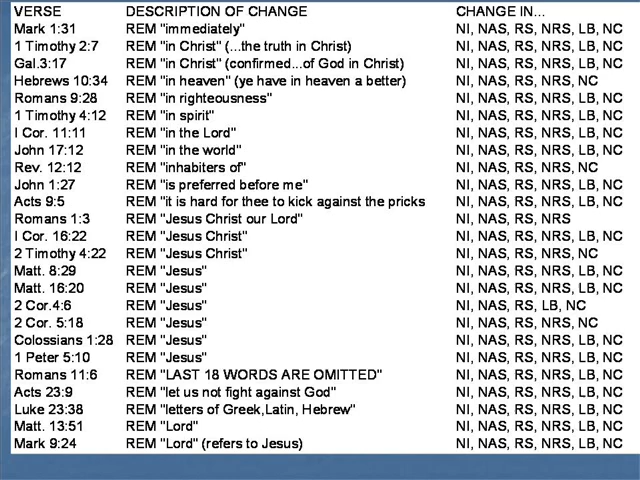 VERSE DESCRIPTION OF CHANGE CHANGE IN...
Mark 1:31 REM "immediately" NI, NAS, RS, NRS, LB, NC
1 Timothy 2:7 REM "in Christ" (...the truth in Christ) NI, NAS, RS, NRS, LB, NC
Gal.3:17 REM "in Christ" (confirmed...of God in Christ) NI, NAS, RS, NRS, LB, NC
Hebrews 10:34 REM "in heaven" (ye have in heaven a better) NI, NAS, RS, NRS, NC
Romans 9:28 REM "in righteousness" NI, NAS, RS, NRS, LB, NC
1 Timothy 4:12 REM "in spirit" NI, NAS, RS, NRS, LB, NC
I Cor. 11:11 REM "in the Lord" NI, NAS, RS, NRS, LB, NC
John 17:12 REM "in the world" NI, NAS, RS, NRS, LB, NC
Rev. 12:12 REM "inhabiters of" NI, NAS, RS, NRS, NC
John 1:27 REM "is preferred before me" NI, NAS, RS, NRS, LB, NC
Acts 9:5 REM "it is hard for thee to kick against the pricks NI, NAS, RS, NRS, LB, NC
Romans 1:3 REM "Jesus Christ our Lord" NI, NAS, RS, NRS
I Cor. 16:22 REM "Jesus Christ" NI, NAS, RS, NRS, LB, NC
2 Timothy 4:22 REM "Jesus Christ" NI, NAS, RS, NRS, NC
Matt. 8:29 REM "Jesus" NI, NAS, RS, NRS, LB, NC
Matt. 16:20 REM "Jesus" NI, NAS, RS, NRS, LB, NC
2 Cor.4:6 REM "Jesus" NI, NAS, RS, LB, NC
2 Cor. 5:18 REM "Jesus" NI, NAS, RS, NRS, NC
Colossians 1:28 REM "Jesus" NI, NAS, RS, NRS, LB, NC
1 Peter 5:10 REM "Jesus" NI, NAS, RS, NRS, LB, NC
Romans 11:6 REM "LAST 18 WORDS ARE OMITTED" NI, NAS, RS, NRS, LB, NC
Acts 23:9 REM "let us not fight against God" NI, NAS, RS, NRS, LB, NC
Luke 23:38 REM "letters of Greek,Latin, Hebrew" NI, NAS, RS, NRS, LB, NC
Matt. 13:51 REM "Lord" NI, NAS, RS, NRS, LB, NC
Mark 9:24 REM "Lord" (refers to Jesus) NI, NAS, RS, NRS, LB, NC